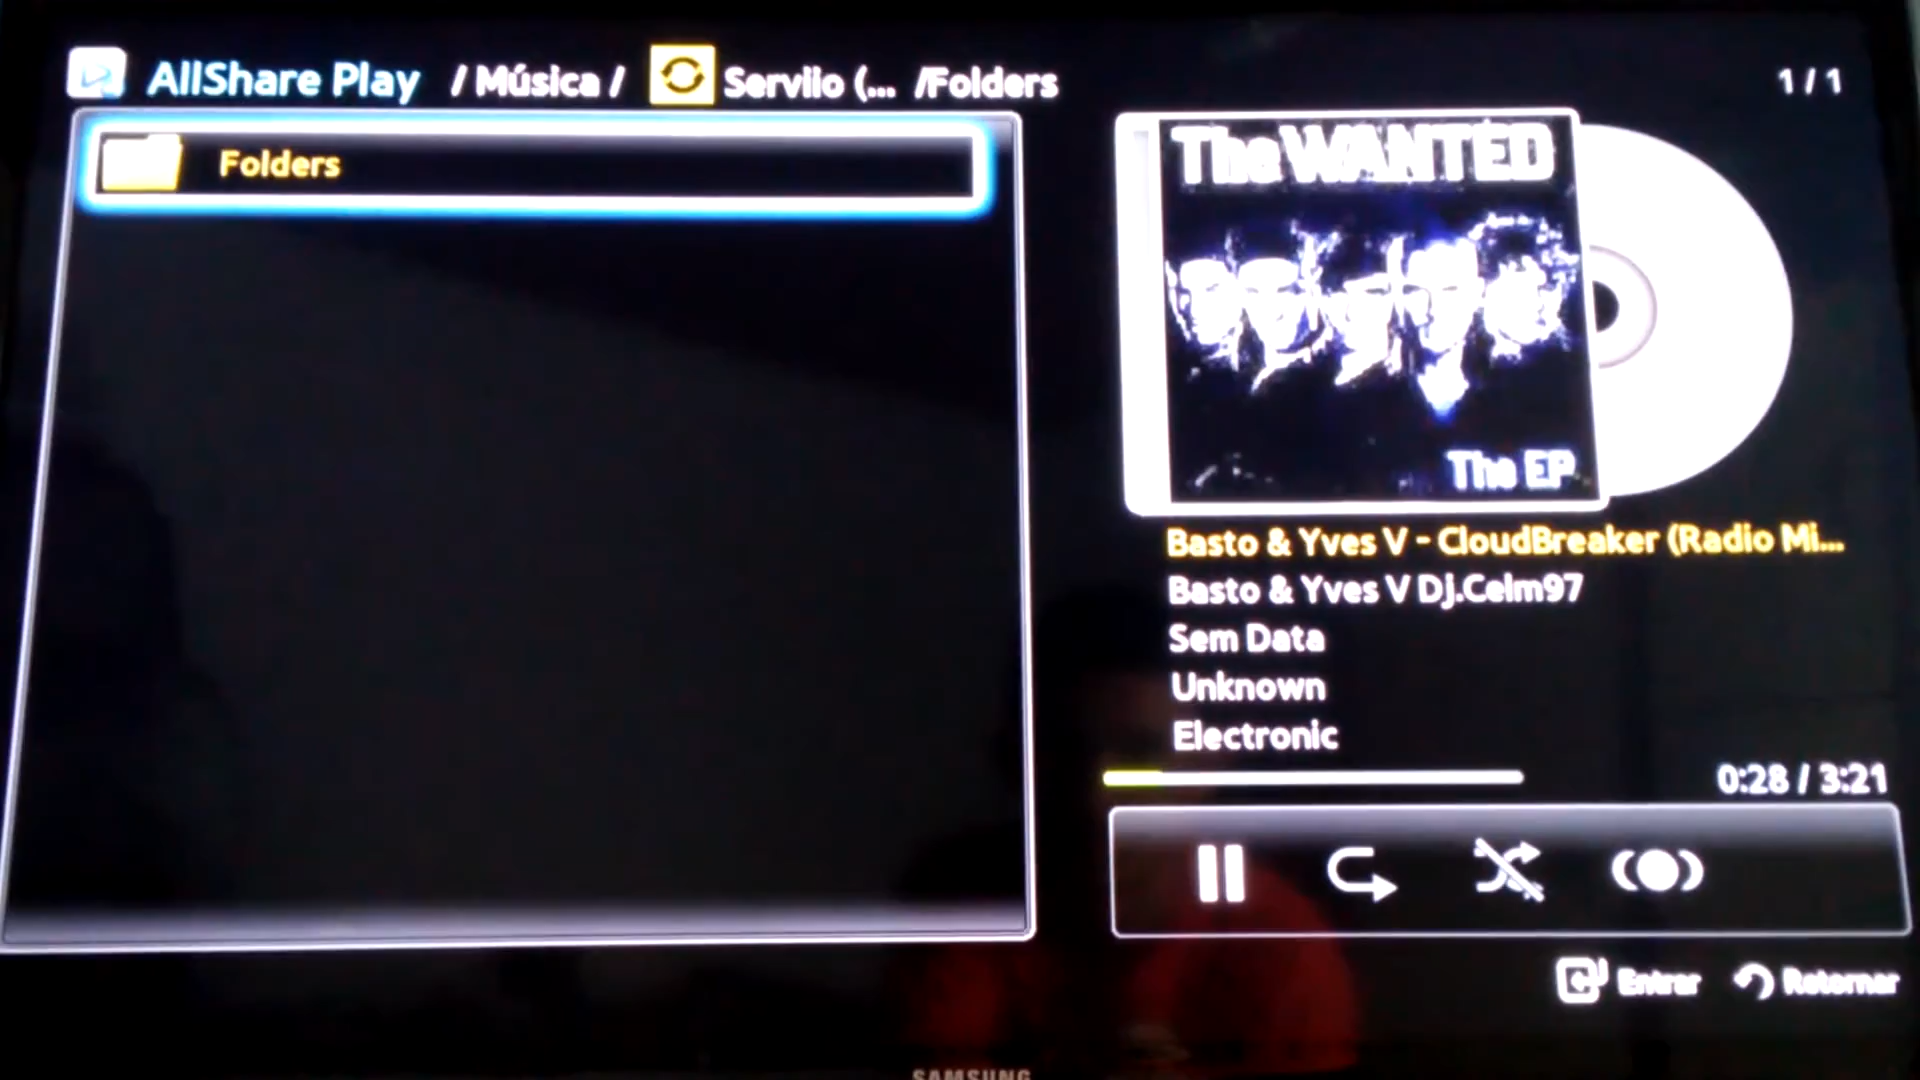 AllShare Play / Música / Serviio (... /Folders
1 / 1
Folders
The WANTED
The EP
Basto & Yves V - CloudBreaker (Radio Mi...
Basto & Yves V Dj.Celm97
Sem Data
Unknown
Electronic
0:28 / 3:21
Entrar Retornar
SAMSUNG